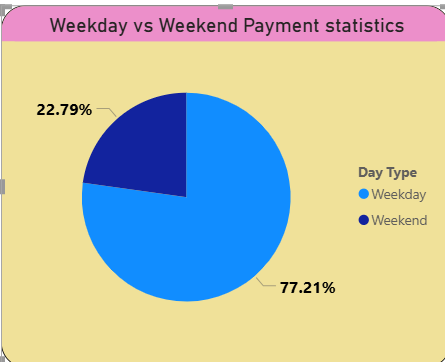 Weekday vs Weekend Payment statistics
22.79%
Day Type
Weekday
Weekend
77.21%